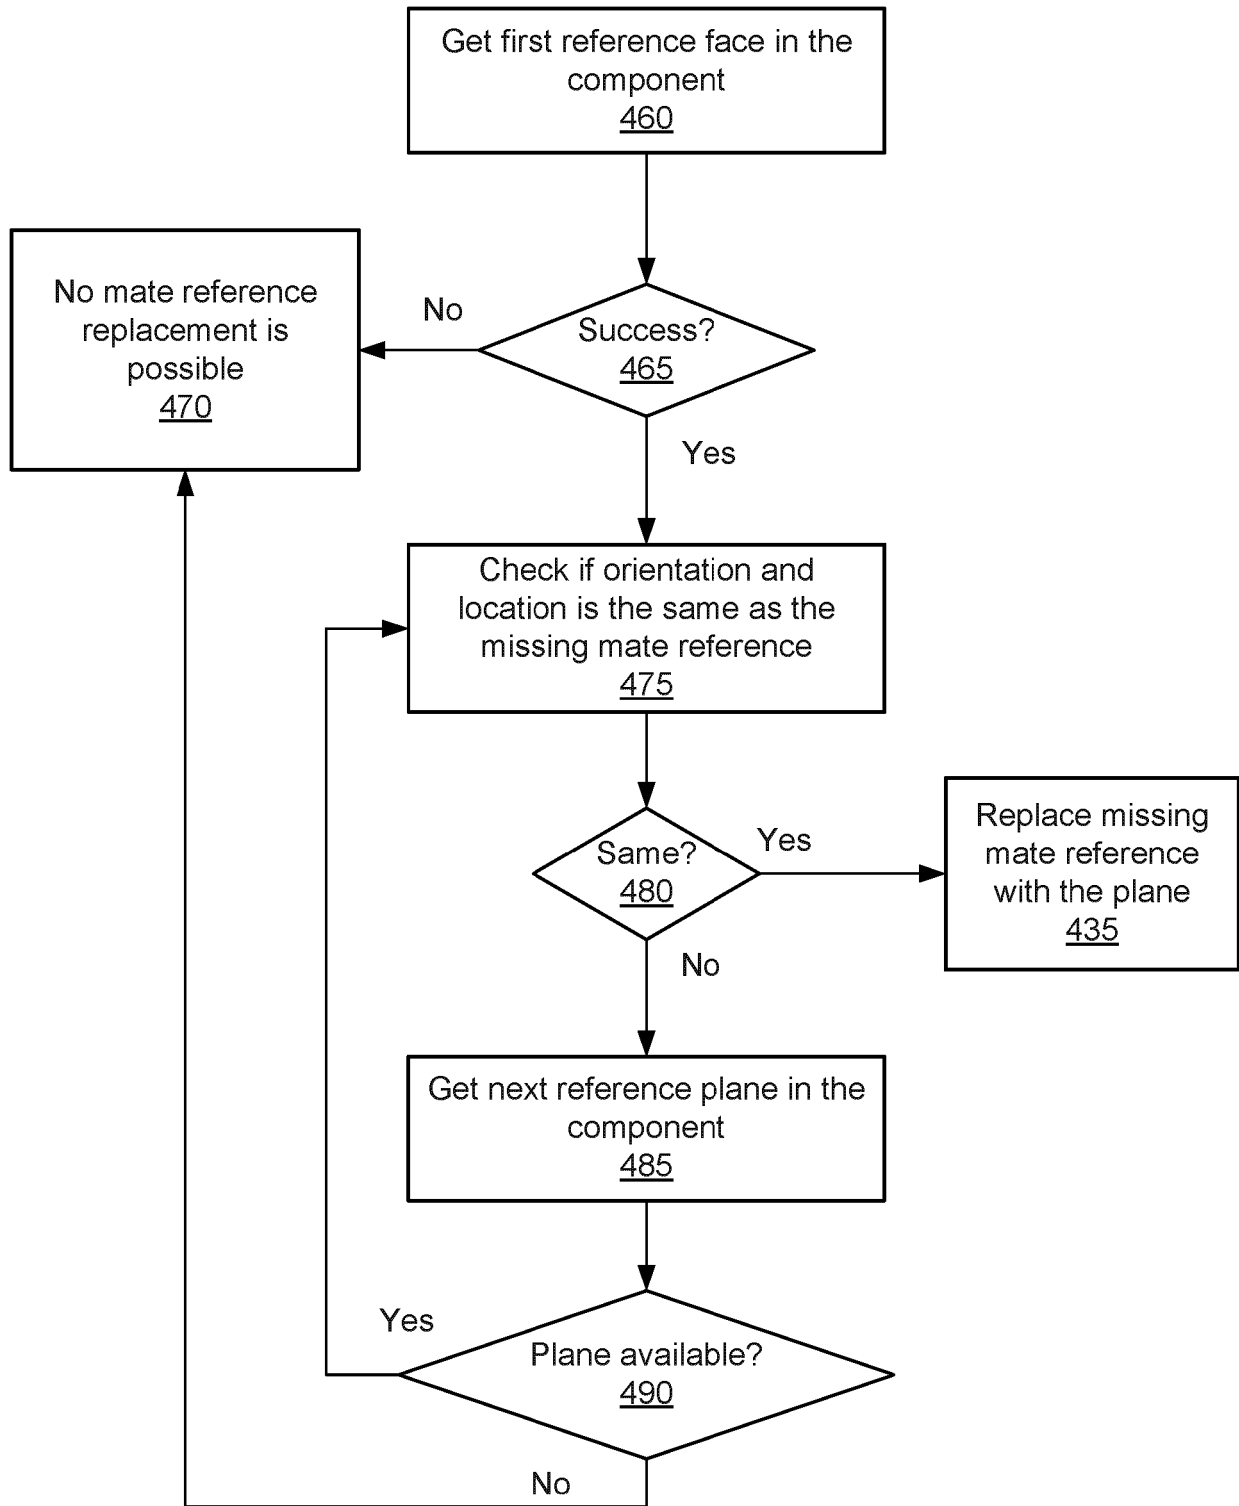 Get first reference face in the
component
460
No mate reference
replacement is
possible
470
No
Success?
465
Yes
Check if orientation and
location is the same as the
missing mate reference
475
Same?
480
Yes
Replace missing
mate reference
with the plane
435
No
Get next reference plane in the
component
485
Yes
Plane available?
490
No